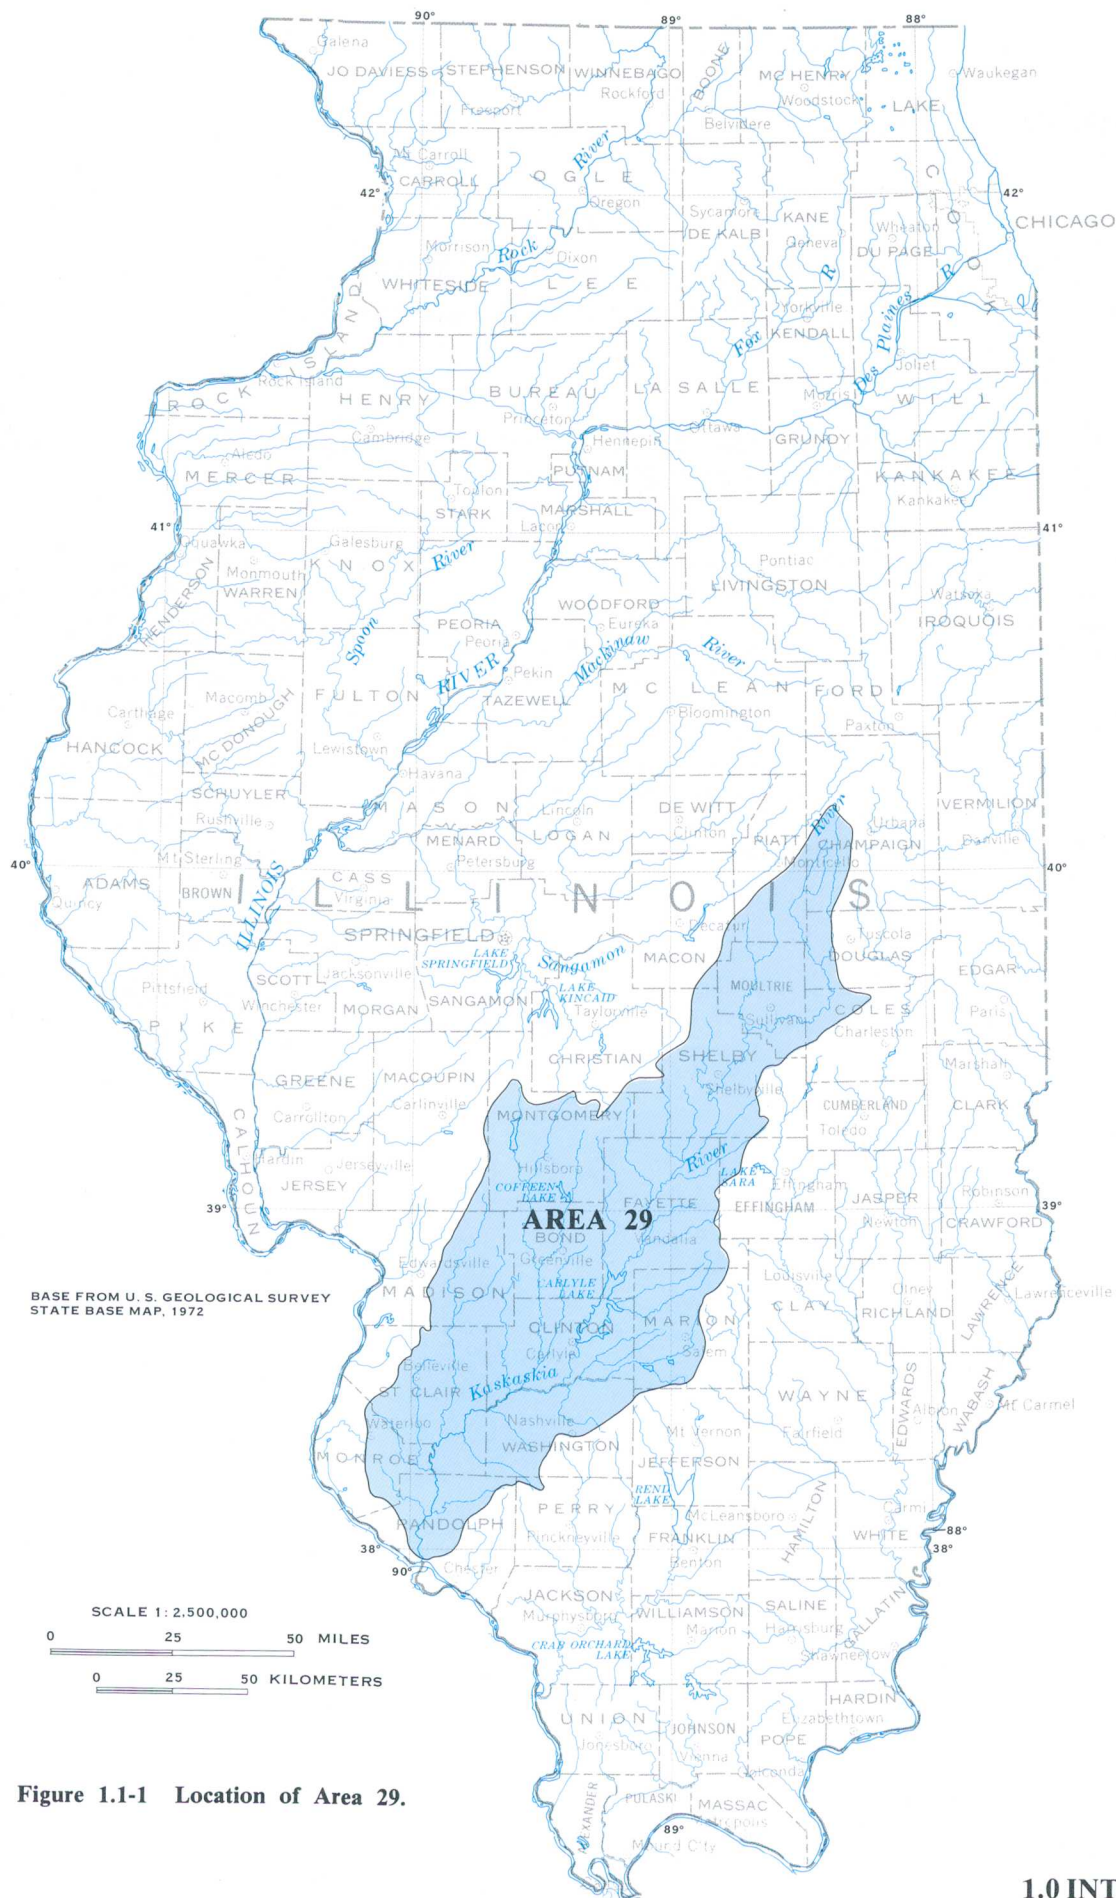 90°
89°
88°
Galena
JO DAVIESS
STEPHENSON
WINNEBAGO
BOONE
MC HENRY
Waukegan
Rockford
Woodstock
LAKE
Freeport
Belvidere
Mt Carroll
CARROLL
OGLE
River
42°
42°
Oregon
Sycamore
KANE
COOK
CHICAGO
DE KALB
Geneva
Wheaton
DU PAGE
Morrison
Rock
Dixon
WHITESIDE
LEE
R
R
Yorkville
KENDALL
Fox
Des Plaines
Joliet
ROCK ISLAND
Rock Island
HENRY
BUREAU
LA SALLE
Morris
WILL
Princeton
Cambridge
Hennepin
Ottawa
GRUNDY
Aledo
MERCER
PUTNAM
KANKAKEE
Kankakee
Toulon
STARK
MARSHALL
Lacon
41°
41°
Oquawka
Galesburg
KNOX
River
Monmouth
WARREN
HENDERSON
Pontiac
LIVINGSTON
Watseka
IROQUOIS
WOODFORD
Eureka
PEORIA
Peoria
Spoon
Mackinaw
River
RIVER
Pekin
TAZEWELL
MC LEAN
FORD
Macomb
MC DONOUGH
FULTON
Carthage
Bloomington
Paxton
HANCOCK
Lewistown
Havana
SCHUYLER
MASON
Lincoln
DE WITT
River
VERMILION
Rushville
LOGAN
Clinton
Urbana
Danville
MENARD
PIATT
CHAMPAIGN
Mt Sterling
Petersburg
Monticello
40°
40°
ADAMS
BROWN
CASS
Virginia
ILLINOIS
Quincy
ILLINOIS
SPRINGFIELD
Decatur
Tuscola
LAKE
SPRINGFIELD
Sangamon
MACON
DOUGLAS
EDGAR
SCOTT
Jacksonville
Pittsfield
Winchester
MORGAN
SANGAMON
LAKE
KINCAID
Taylorville
MOULTRIE
Sullivan
COLES
Charleston
Paris
PIKE
CHRISTIAN
SHELBY
Shelbyville
Marshall
GREENE
MACOUPIN
Carrollton
Carlinville
MONTGOMERY
CUMBERLAND
Toledo
CLARK
CALHOUN
Hardin
JERSEY
Jerseyville
Hillsboro
River
LAKE
SARA
Effingham
EFFINGHAM
COFFEEN
LAKE
FAYETTE
JASPER
Newton
Robinson
CRAWFORD
39°
AREA 29
39°
BOND
Vandalia
Greenville
Edwardsville
MADISON
CARLYLE
LAKE
Louisville
CLAY
Olney
RICHLAND
LAWRENCE
Lawrenceville
BASE FROM U. S. GEOLOGICAL SURVEY
STATE BASE MAP, 1972
CLINTON
Carlyle
MARION
Salem
Belleville
ST CLAIR
Kaskaskia
WAYNE
EDWARDS
Albion
WABASH
Mt Carmel
Waterloo
Nashville
Mt Vernon
Fairfield
MONROE
WASHINGTON
JEFFERSON
REND
LAKE
RANDOLPH
PERRY
Pinckneyville
McLeansboro
HAMILTON
Carmi
WHITE
88°
38°
38°
FRANKLIN
Benton
90°
Chester
JACKSON
Murphysboro
WILLIAMSON
Marion
SALINE
Harrisburg
GALLATIN
Shawneetown
SCALE 1:2,500,000
0 25 50 MILES
0 25 50 KILOMETERS
CRAB ORCHARD
LAKE
HARDIN
Elizabethtown
UNION
Jonesboro
JOHNSON
Vienna
POPE
Golconda
Figure 1.1-1 Location of Area 29.
ALEXANDER
PULASKI
MASSAC
Metropolis
89°
Mound City
1.0 INT